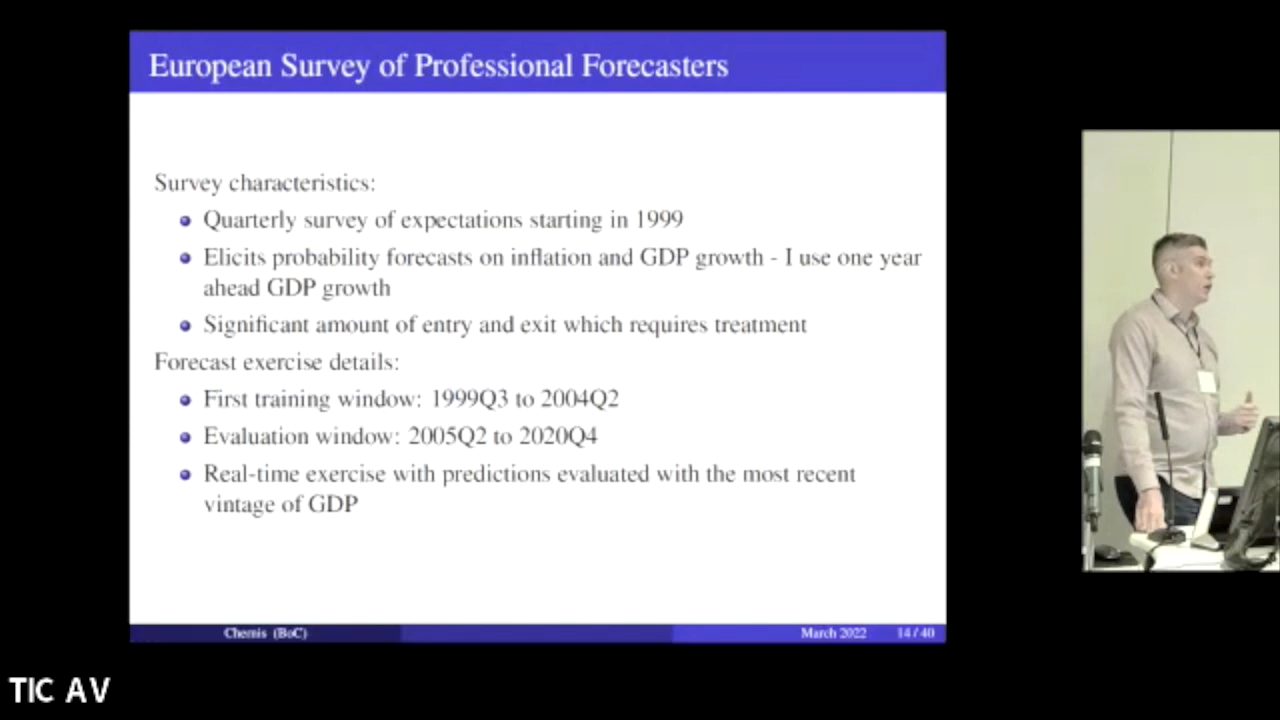 European Survey of Professional Forecasters
Survey characteristics:
Quarterly survey of expectations starting in 1999
Elicits probability forecasts on inflation and GDP growth - I use one year
ahead GDP growth
Significant amount of entry and exit which requires treatment
Forecast exercise details:
First training window: 1999Q3 to 2004Q2
Evaluation window: 2005Q2 to 2020Q4
Real-time exercise with predictions evaluated with the most recent
vintage of GDP
Chernis (BoC)
March 2022
14 / 40
TIC AV